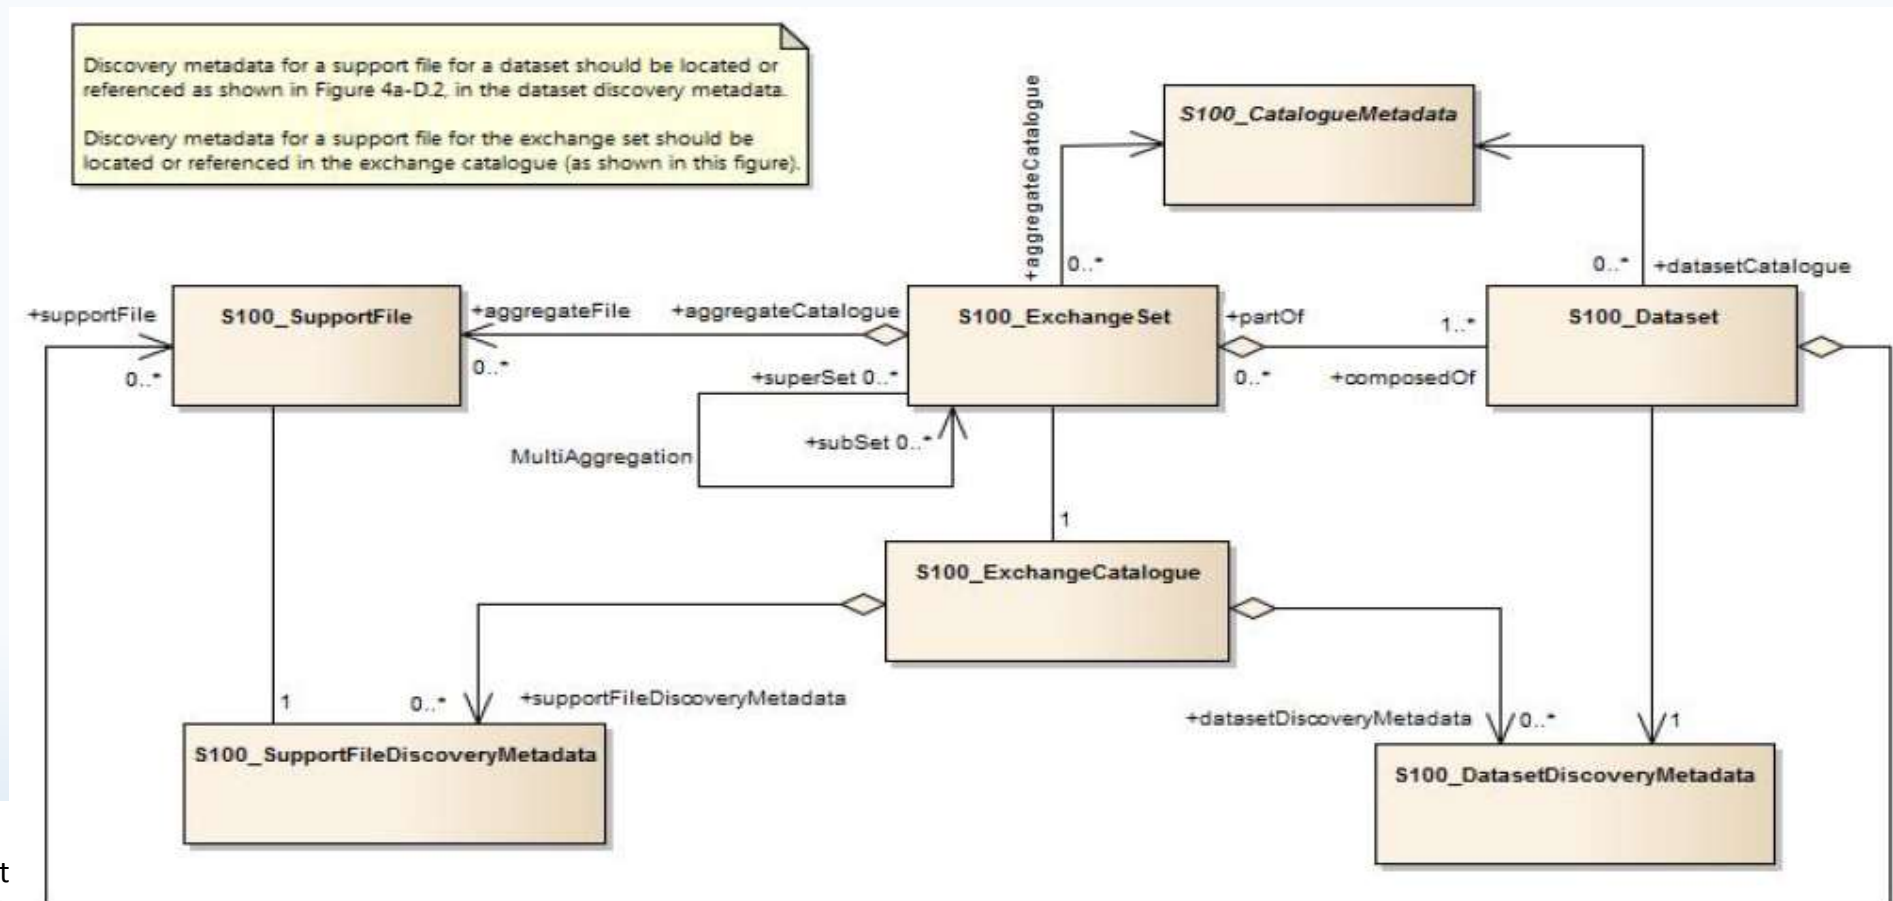 Discovery metadata for a support file for a dataset should be located or
referenced as shown in Figure 4a-D.2, in the dataset discovery metadata.
Discovery metadata for a support file for the exchange set should be
located or referenced in the exchange catalogue (as shown in this figure).
+aggregateCatalogue
S100_CatalogueMetadata
0..*
0..*
+datasetCatalogue
+supportFile
0..*
S100_SupportFile
+aggregateFile
0..*
+aggregateCatalogue
S100_ExchangeSet
+partOf
0..*
1..*
+composedOf
S100_Dataset
+superSet 0..*
+subSet 0..*
MultiAggregation
1
S100_ExchangeCatalogue
1
0..*
+supportFileDiscoveryMetadata
+datasetDiscoveryMetadata
0..*
1
S100_SupportFileDiscoveryMetadata
S100_DatasetDiscoveryMetadata
t